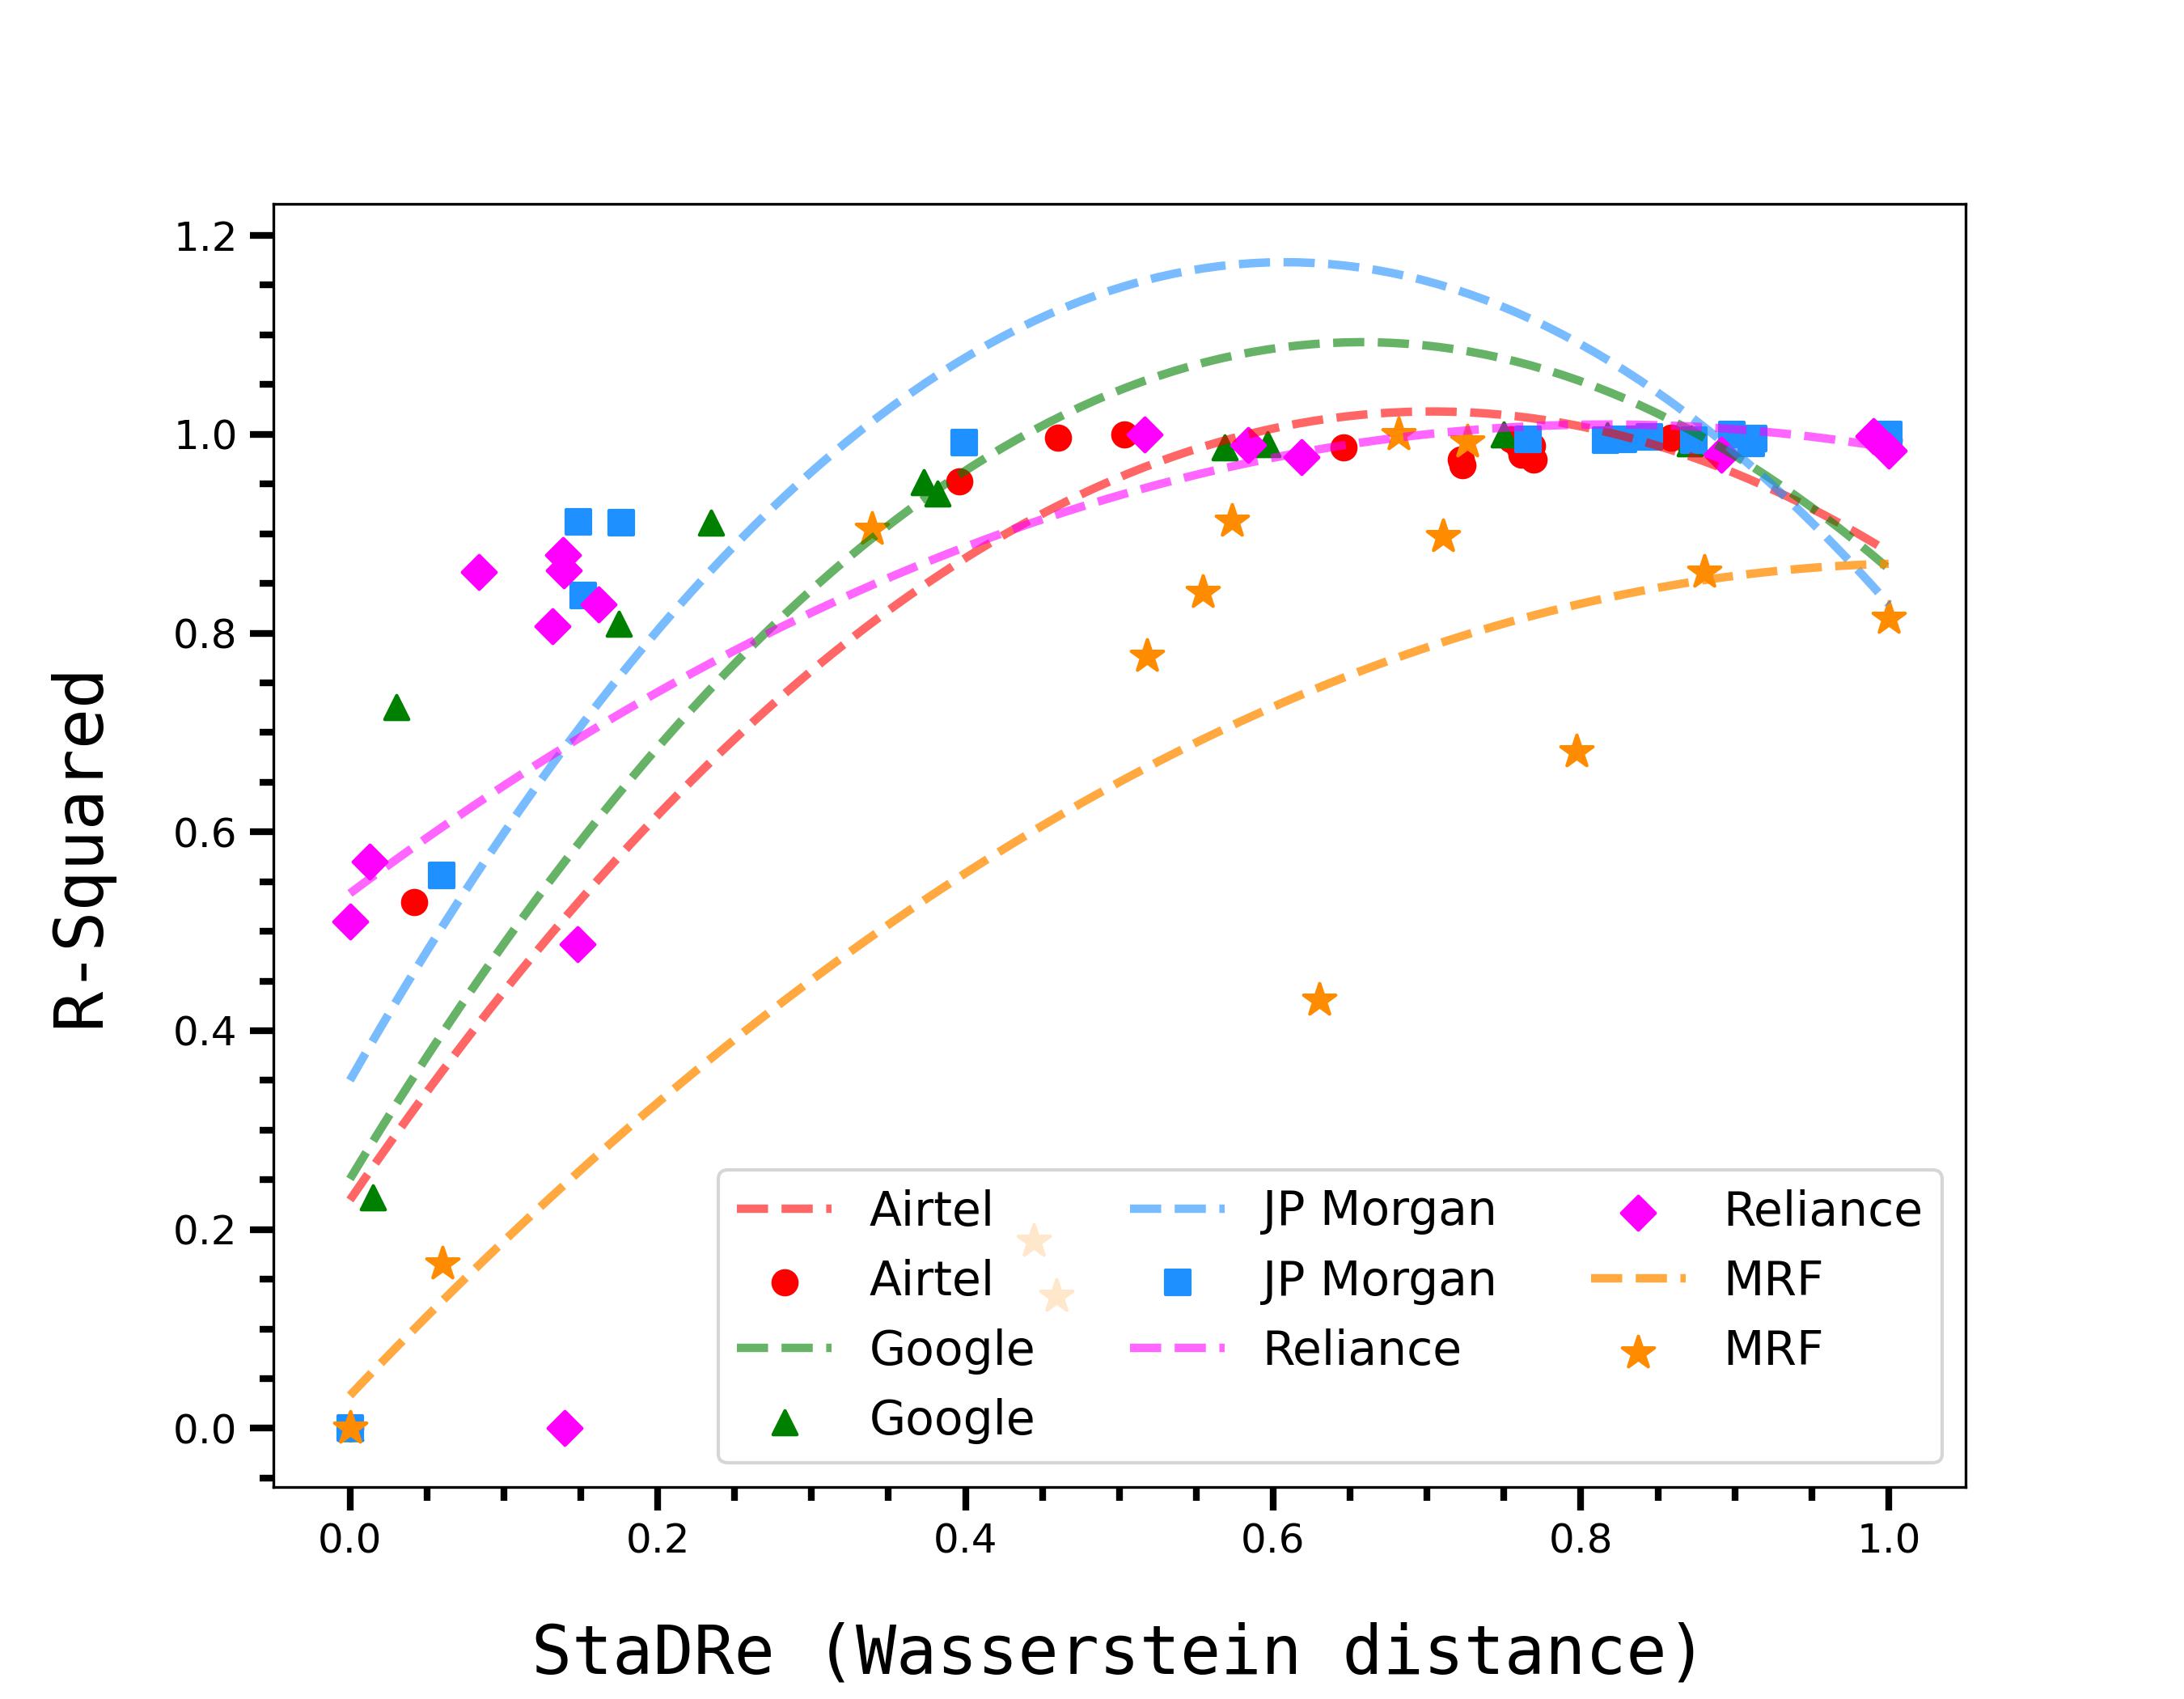 1.2
1.0
0.8
0.6
0.4
0.2
0.0
R-Squared
Airtel
Airtel
Google
Google
JP Morgan
JP Morgan
Reliance
Reliance
MRF
MRF
0.0 0.2 0.4 0.6 0.8 1.0
StaDRe (Wasserstein distance)